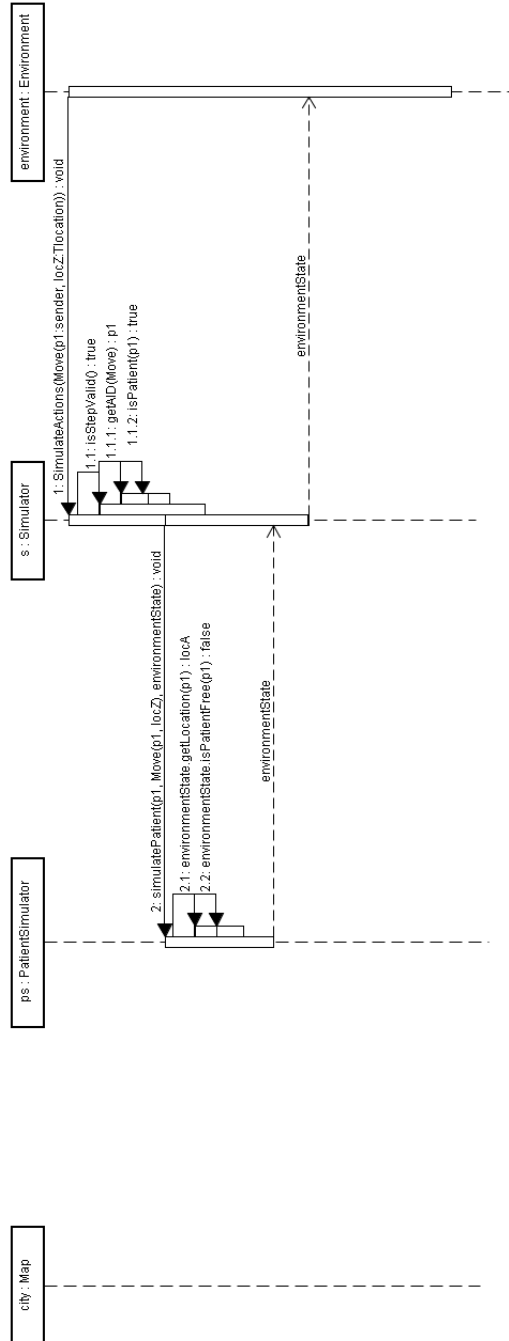 environment : Environment
s : Simulator
ps : PatientSimulator
city : Map
1: SimulateActions(Move(p1:sender, locZ:Tlocation)) : void
1.1: isStepValid() : true
1.1.1: getAID(Move) : p1
1.1.2: isPatient(p1) : true
2: simulatePatient(p1, Move(p1, locZ), environmentState) : void
2.1: environmentState.getLocation(p1) : locA
2.2: environmentState.isPatientFree(p1) : false
environmentState
environmentState